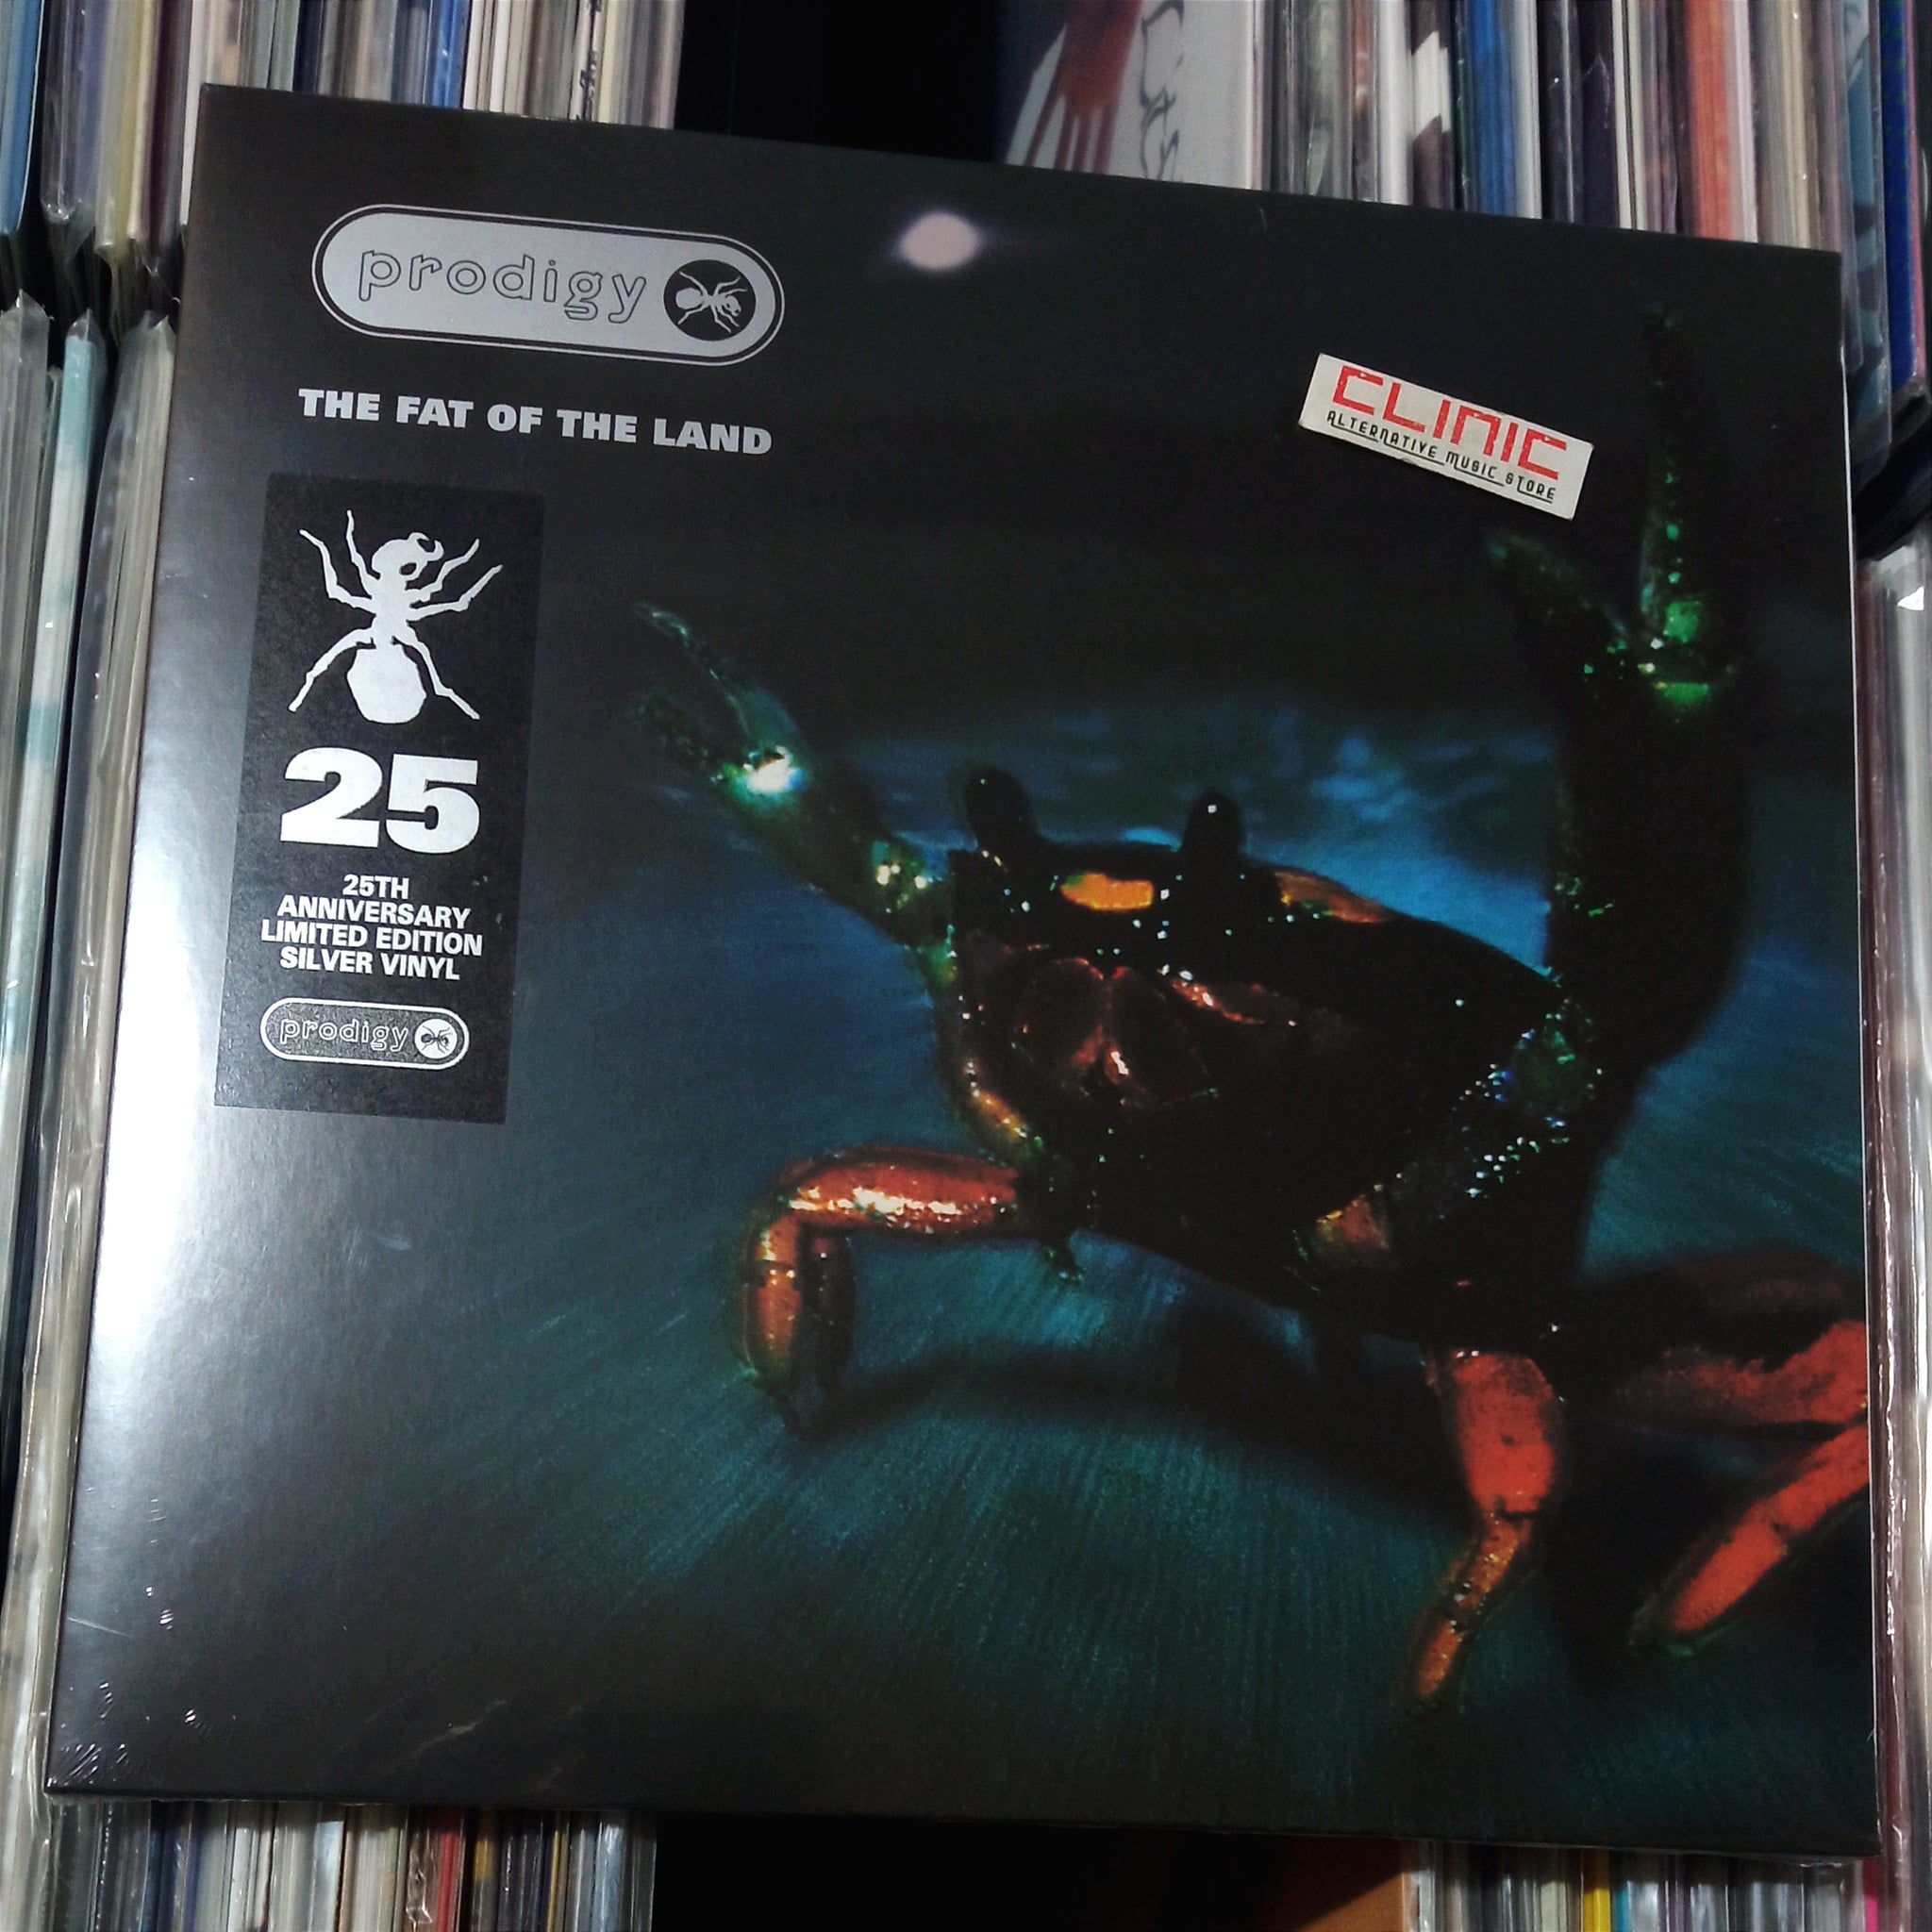 prodigy
THE FAT OF THE LAND
CLINIC
ALTERNATIVE MUSIC STORE
25
25TH
ANNIVERSARY
LIMITED EDITION
SILVER VINYL
prodigy